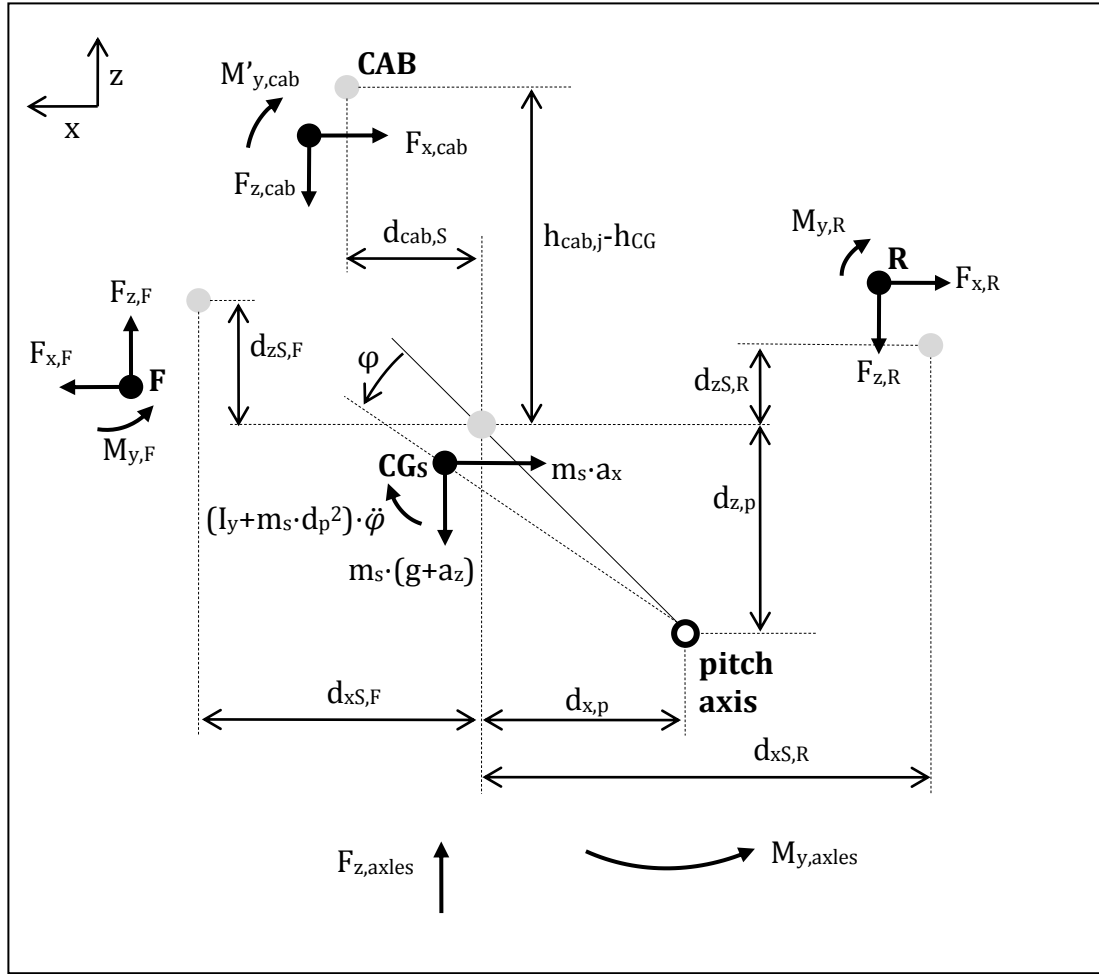 CAB
z
M'y,cab
x
Fx,cab
Fz,cab
dcab,S
hcab,j-hCG
My,R
R
Fx,R
Fz,F
dzS,F
Fx,F
F
φ
Fz,R
dzS,R
My,F
CGs
ms·ax
dz,p
(Iy+ms·dp²)·φ̈
ms·(g+az)
pitch
axis
dxS,F
dx,p
dxS,R
Fz,axles
My,axles